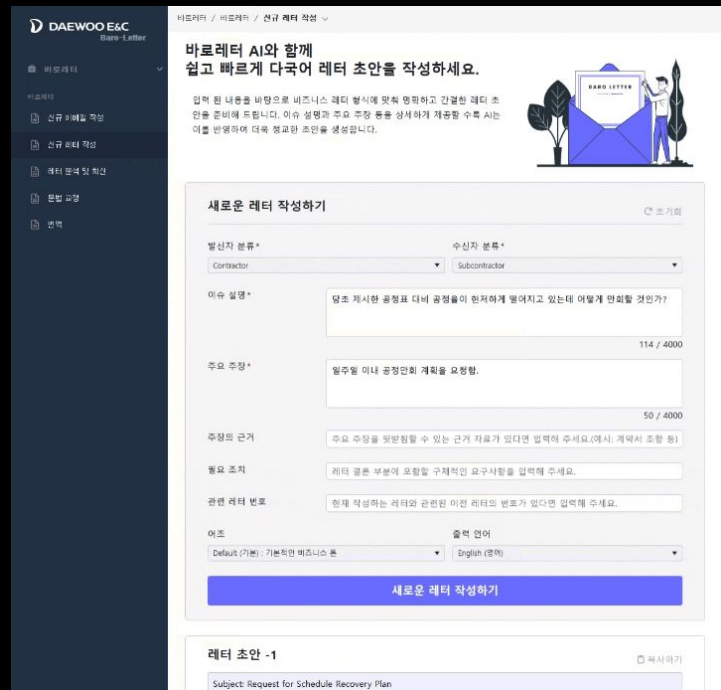 DAEWOO E&C
Baro-Letter
바로레터
바로레터
신규 이메일 작성
신규 레터 작성
레터 분석 및 회신
문법 교정
번역
바로레터 / 바로레터 / 신규 레터 작성
바로레터 AI와 함께
쉽고 빠르게 다국어 레터 초안을 작성하세요.
입력 된 내용을 바탕으로 비즈니스 레터 형식에 맞춰 명확하고 간결한 레터 초
안을 준비해 드립니다. 이슈 설명과 주요 주장 등을 상세하게 제공할 수록 AI는
이를 반영하여 더욱 정교한 초안을 생성합니다.
BARO LETTER
새로운 레터 작성하기
초기화
발신자 분류*
수신자 분류*
Contractor
Subcontractor
이슈 설명*
당초 제시한 공정표 대비 공정율이 현저하게 떨어지고 있는데 어떻게 만회할 것인가?
114 / 4000
주요 주장*
일주일 이내 공정만회 계획을 요청함.
50 / 4000
주장의 근거
주요 주장을 뒷받침할 수 있는 근거 자료가 있다면 입력해 주세요.(예시: 계약서 조항 등)
필요 조치
레터 결론 부분에 포함할 구체적인 요구사항을 입력해 주세요.
관련 레터 번호
현재 작성하는 레터와 관련된 이전 레터의 번호가 있다면 입력해 주세요.
어조
출력 언어
Default (기본) : 기본적인 비즈니스 톤
English (영어)
새로운 레터 작성하기
레터 초안 -1
복사하기
Subject: Request for Schedule Recovery Plan